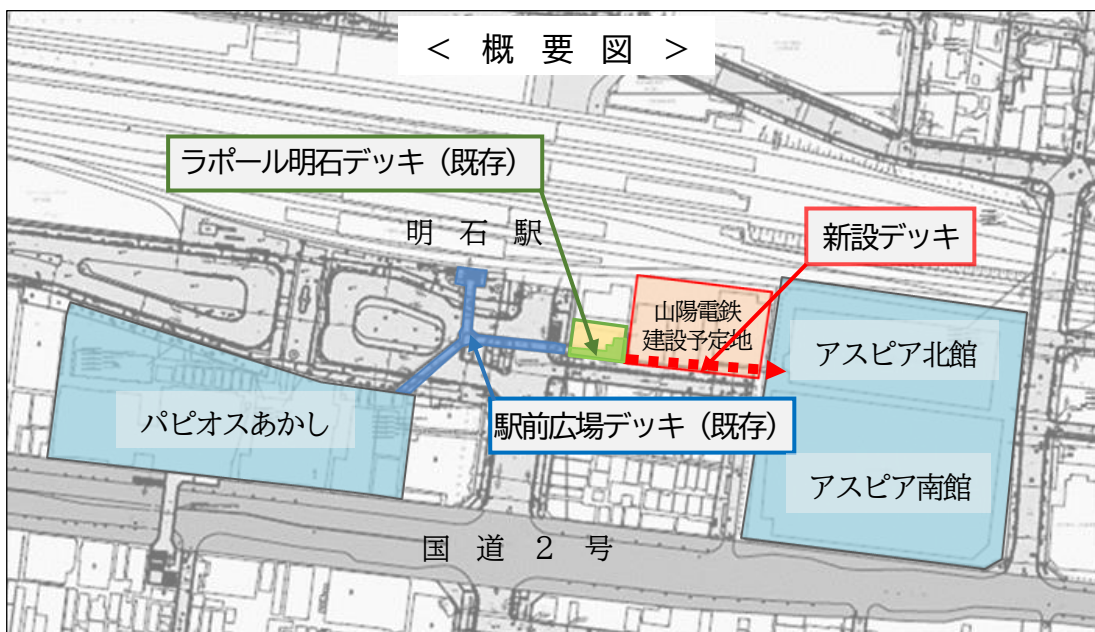 ＜ 概 要 図 ＞
ラポール明石デッキ（既存）
明 石 駅
新設デッキ
山陽電鉄
建設予定地
アスピア北館
パピオスあかし
駅前広場デッキ（既存）
アスピア南館
国 道 ２ 号